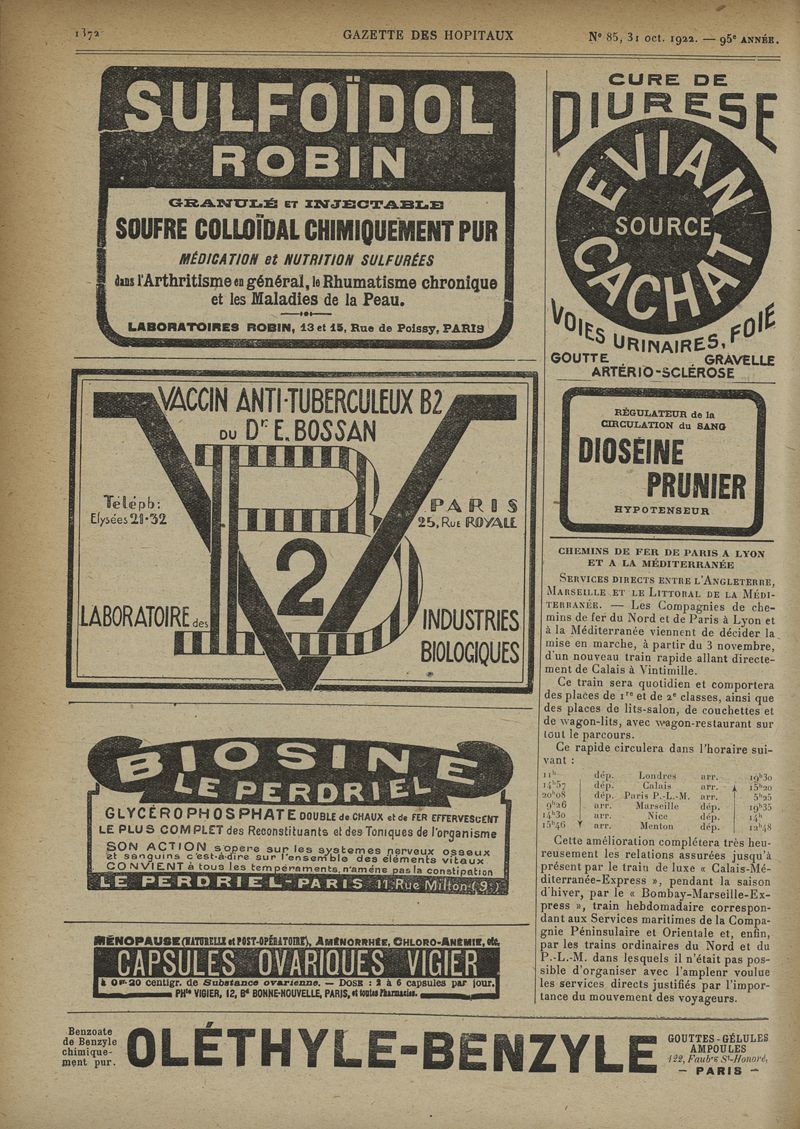 1372
GAZETTE DES HOPITAUX
N° 85, 31 oct. 1922. — 95e ANNÉE.
SULFOÏDOL
ROBIN
GRANULÉ ET INJECTABLE
SOUFRE COLLOÏDAL CHIMIQUEMENT PUR
MÉDICATION et NUTRITION SULFURÉES
dans l'Arthritisme en général, le Rhumatisme chronique
et les Maladies de la Peau.
LABORATOIRES ROBIN, 13 et 15, Rue de Poissy, PARIS
VACCIN ANTI-TUBERCULEUX B2
DU Dr E. BOSSAN
Téléph:
Elysées 28-32
PARIS
25, RUE ROYALE
BV
2
LABORATOIRE des
INDUSTRIES
BIOLOGIQUES
BIOSINE
LE PERDRIEL
GLYCÉROPHOSPHATE DOUBLE de CHAUX et de FER EFFERVESCENT
LE PLUS COMPLET des Reconstituants et des Toniques de l'organisme
SON ACTION s'opère sur les systèmes nerveux osseux
et sanguins c'est-à-dire sur l'ensemble des éléments vitaux
CONVIENT à tous les tempéraments, n'amène pas la constipation
LE PERDRIEL-PARIS 11 Rue Milton (9e)
MÉNOPAUSE (NATURELLE et POST-OPÉRATOIRE), AMÉNORRHÉE, CHLORO-ANÉMIE, etc.
CAPSULES OVARIQUES VIGIER
à 0gr.20 centigr. de Substance ovarienne. — DOSE : 2 à 6 capsules par jour.
PHie VIGIER, 12, Bd BONNE-NOUVELLE, PARIS, et toutes Pharmacies.
CURE DE
DIURESE
EVIAN
SOURCE
CACHAT
VOIES URINAIRES, FOIE
GOUTTE GRAVELLE
ARTÉRIO-SCLÉROSE
RÉGULATEUR de la
CIRCULATION du SANG
DIOSÉINE
PRUNIER
HYPOTENSEUR
CHEMINS DE FER DE PARIS A LYON
ET A LA MÉDITERRANÉE
SERVICES DIRECTS ENTRE L'ANGLETERRE,
MARSEILLE ET LE LITTORAL DE LA MÉDI-
TERRANÉE. — Les Compagnies de che-
mins de fer du Nord et de Paris à Lyon et
à la Méditerranée viennent de décider la
mise en marche, à partir du 3 novembre,
d'un nouveau train rapide allant directe-
ment de Calais à Vintimille.
Ce train sera quotidien et comportera
des places de 1re et de 2e classes, ainsi que
des places de lits-salon, de couchettes et
de wagon-lits, avec wagon-restaurant sur
tout le parcours.
Ce rapide circulera dans l'horaire sui-
vant :
11h dép. Londres arr. 19h30
14h57 dép. Calais arr. 15h20
20h08 dép. Paris P.-L.-M. arr. 5h25
9h26 arr. Marseille dép. 19h35
14h30 arr. Nice dép. 14h
15h46 arr. Menton dép. 12h48
Cette amélioration complétera très heu-
reusement les relations assurées jusqu'à
présent par le train de luxe « Calais-Mé-
diterranée-Express », pendant la saison
d'hiver, par le « Bombay-Marseille-Ex-
press », train hebdomadaire correspon-
dant aux Services maritimes de la Compa-
gnie Péninsulaire et Orientale et, enfin,
par les trains ordinaires du Nord et du
P.-L.-M. dans lesquels il n'était pas pos-
sible d'organiser avec l'ampleur voulue
les services directs justifiés par l'impor-
tance du mouvement des voyageurs.
Benzoate
de Benzyle
chimique-
ment pur.
OLÉTHYLE-BENZYLE
GOUTTES-GÉLULES
AMPOULES
122, Faubg St-Honoré,
— PARIS —